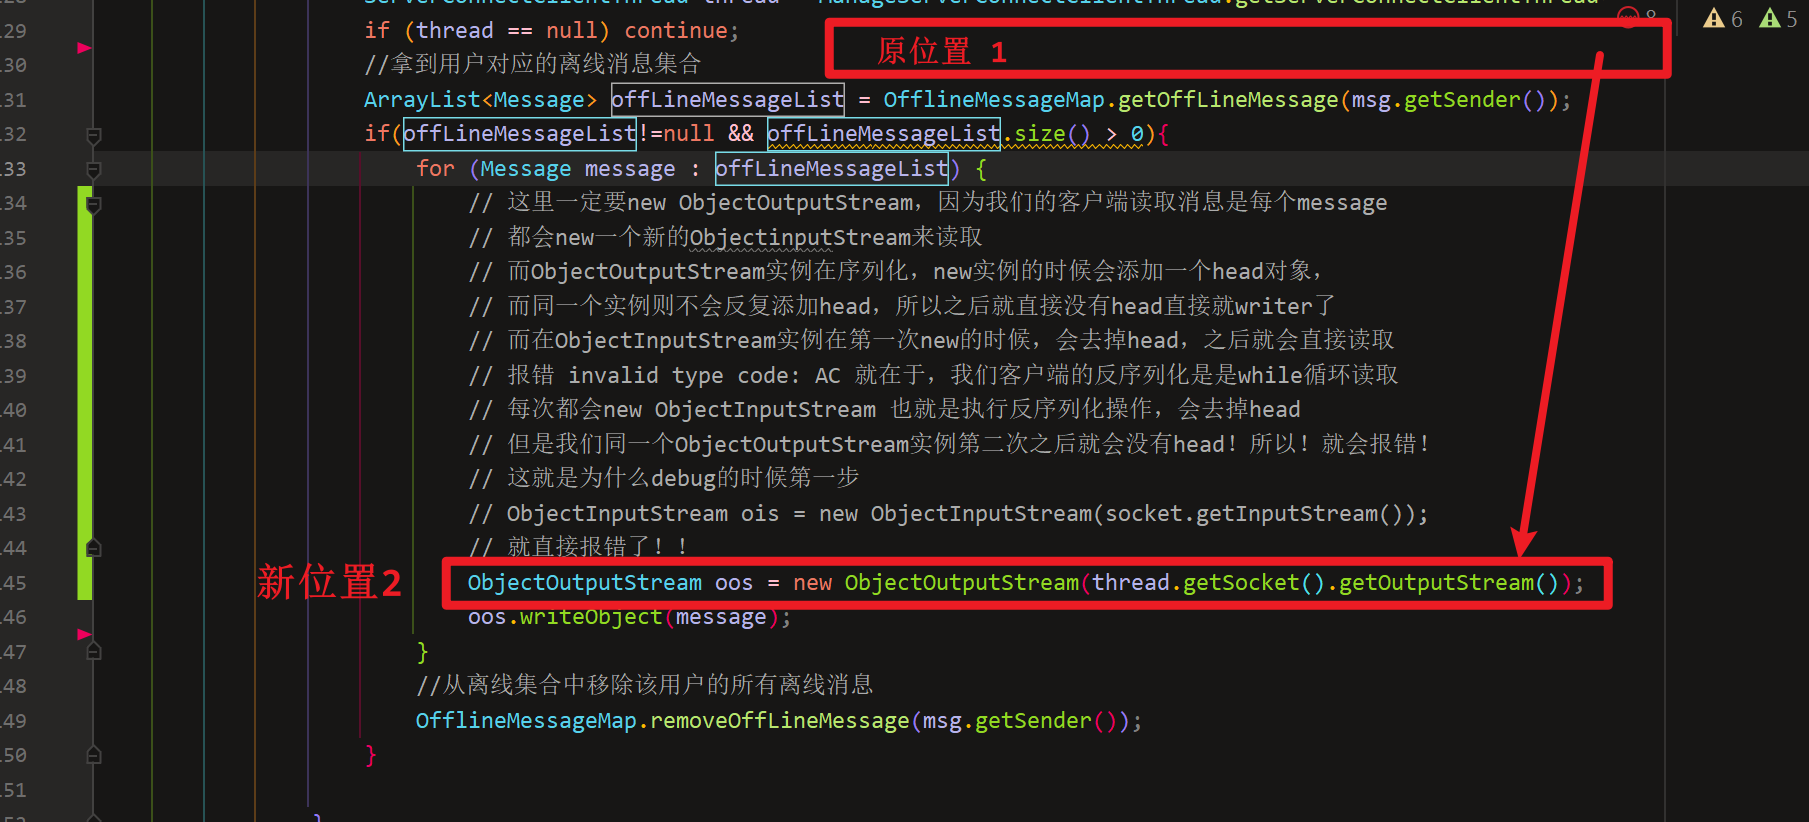 ServerConnectClientThread thread = ManageServerConnectClientThread.getServerConnectClientThread
29 if (thread == null) continue; 8 6 5
原位置 1
30 //拿到用户对应的离线消息集合
31 ArrayList<Message> offLineMessageList = OfflineMessageMap.getOffLineMessage(msg.getSender());
32 if(offLineMessageList!=null && offLineMessageList.size() > 0){
33 for (Message message : offLineMessageList) {
34 // 这里一定要new ObjectOutputStream，因为我们的客户端读取消息是每个message
35 // 都会new一个新的ObjectinputStream来读取
36 // 而ObjectOutputStream实例在序列化，new实例的时候会添加一个head对象，
37 // 而同一个实例则不会反复添加head，所以之后就直接没有head直接就writer了
38 // 而在ObjectInputStream实例在第一次new的时候，会去掉head，之后就会直接读取
39 // 报错 invalid type code: AC 就在于，我们客户端的反序列化是是while循环读取
40 // 每次都会new ObjectInputStream 也就是执行反序列化操作，会去掉head
41 // 但是我们同一个ObjectOutputStream实例第二次之后就会没有head！所以！就会报错！
42 // 这就是为什么debug的时候第一步
43 // ObjectInputStream ois = new ObjectInputStream(socket.getInputStream());
44 // 就直接报错了！！
新位置2
45 ObjectOutputStream oos = new ObjectOutputStream(thread.getSocket().getOutputStream());
46 oos.writeObject(message);
47 }
48 //从离线集合中移除该用户的所有离线消息
49 OfflineMessageMap.removeOffLineMessage(msg.getSender());
50 }
51